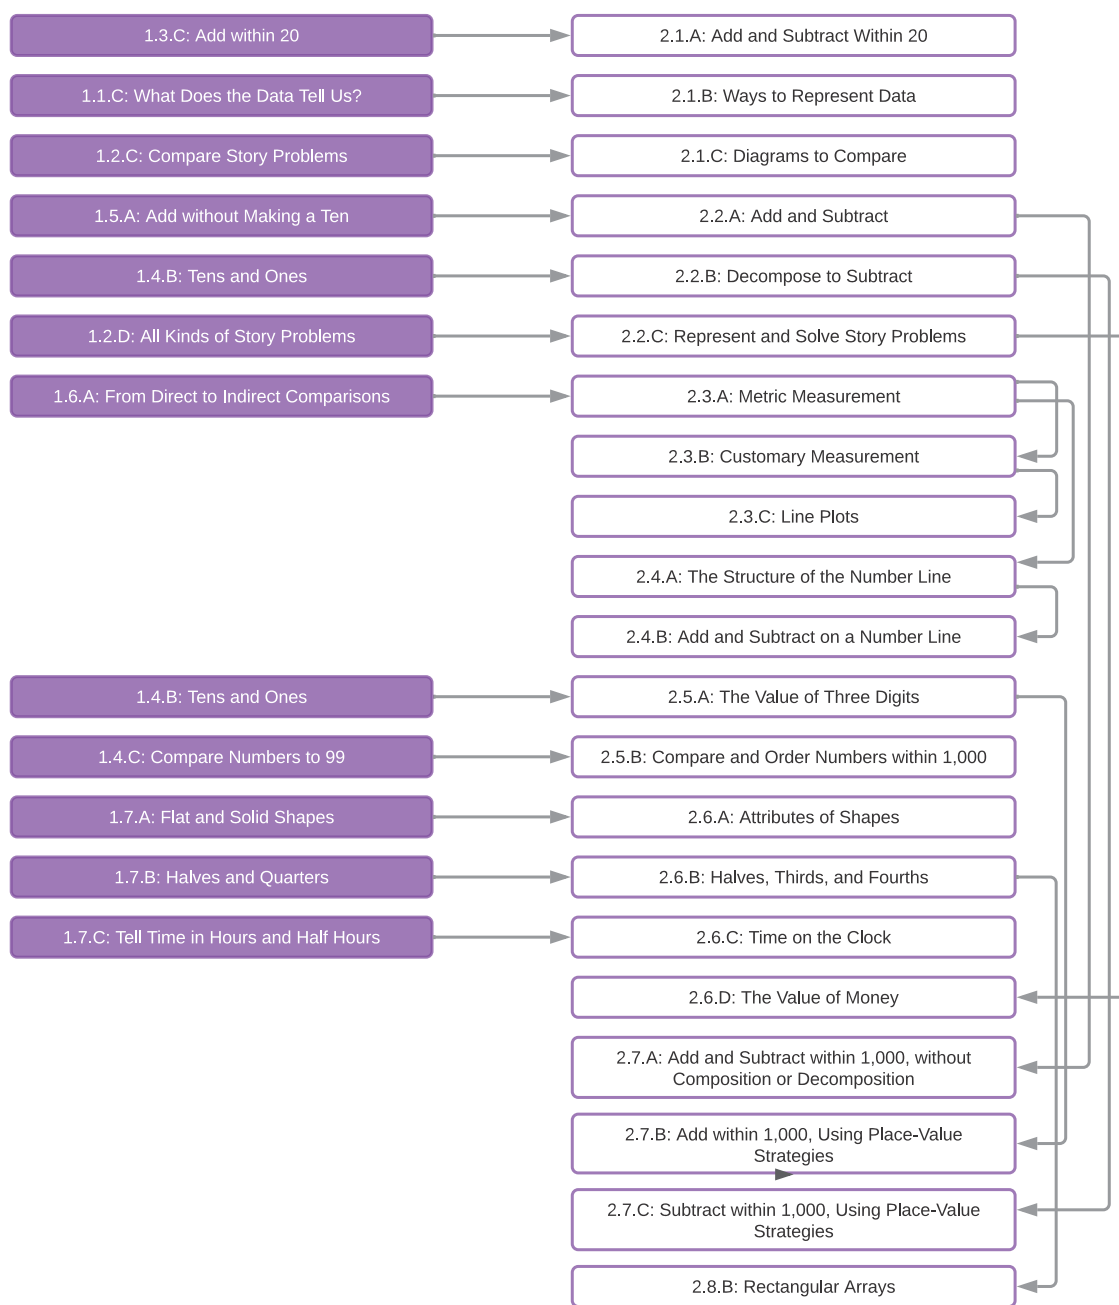 1.3.C: Add within 20
2.1.A: Add and Subtract Within 20
1.1.C: What Does the Data Tell Us?
2.1.B: Ways to Represent Data
1.2.C: Compare Story Problems
2.1.C: Diagrams to Compare
1.5.A: Add without Making a Ten
2.2.A: Add and Subtract
1.4.B: Tens and Ones
2.2.B: Decompose to Subtract
1.2.D: All Kinds of Story Problems
2.2.C: Represent and Solve Story Problems
1.6.A: From Direct to Indirect Comparisons
2.3.A: Metric Measurement
2.3.B: Customary Measurement
2.3.C: Line Plots
2.4.A: The Structure of the Number Line
2.4.B: Add and Subtract on a Number Line
1.4.B: Tens and Ones
2.5.A: The Value of Three Digits
1.4.C: Compare Numbers to 99
2.5.B: Compare and Order Numbers within 1,000
1.7.A: Flat and Solid Shapes
2.6.A: Attributes of Shapes
1.7.B: Halves and Quarters
2.6.B: Halves, Thirds, and Fourths
1.7.C: Tell Time in Hours and Half Hours
2.6.C: Time on the Clock
2.6.D: The Value of Money
2.7.A: Add and Subtract within 1,000, without
Composition or Decomposition
2.7.B: Add within 1,000, Using Place-Value
Strategies
2.7.C: Subtract within 1,000, Using Place-Value
Strategies
2.8.B: Rectangular Arrays